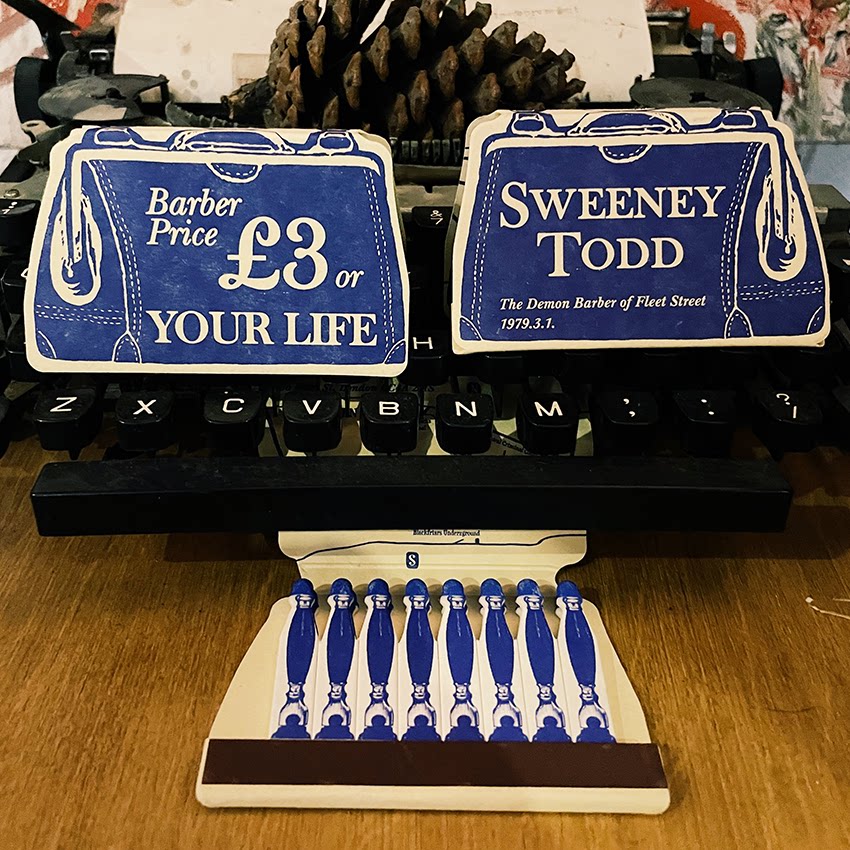 Barber
Price
£3 or
YOUR LIFE
SWEENEY
TODD
The Demon Barber of Fleet Street
1979.3.1.
H
Z X C V B N M , ; . : ? /
Blackfriars Underground
S